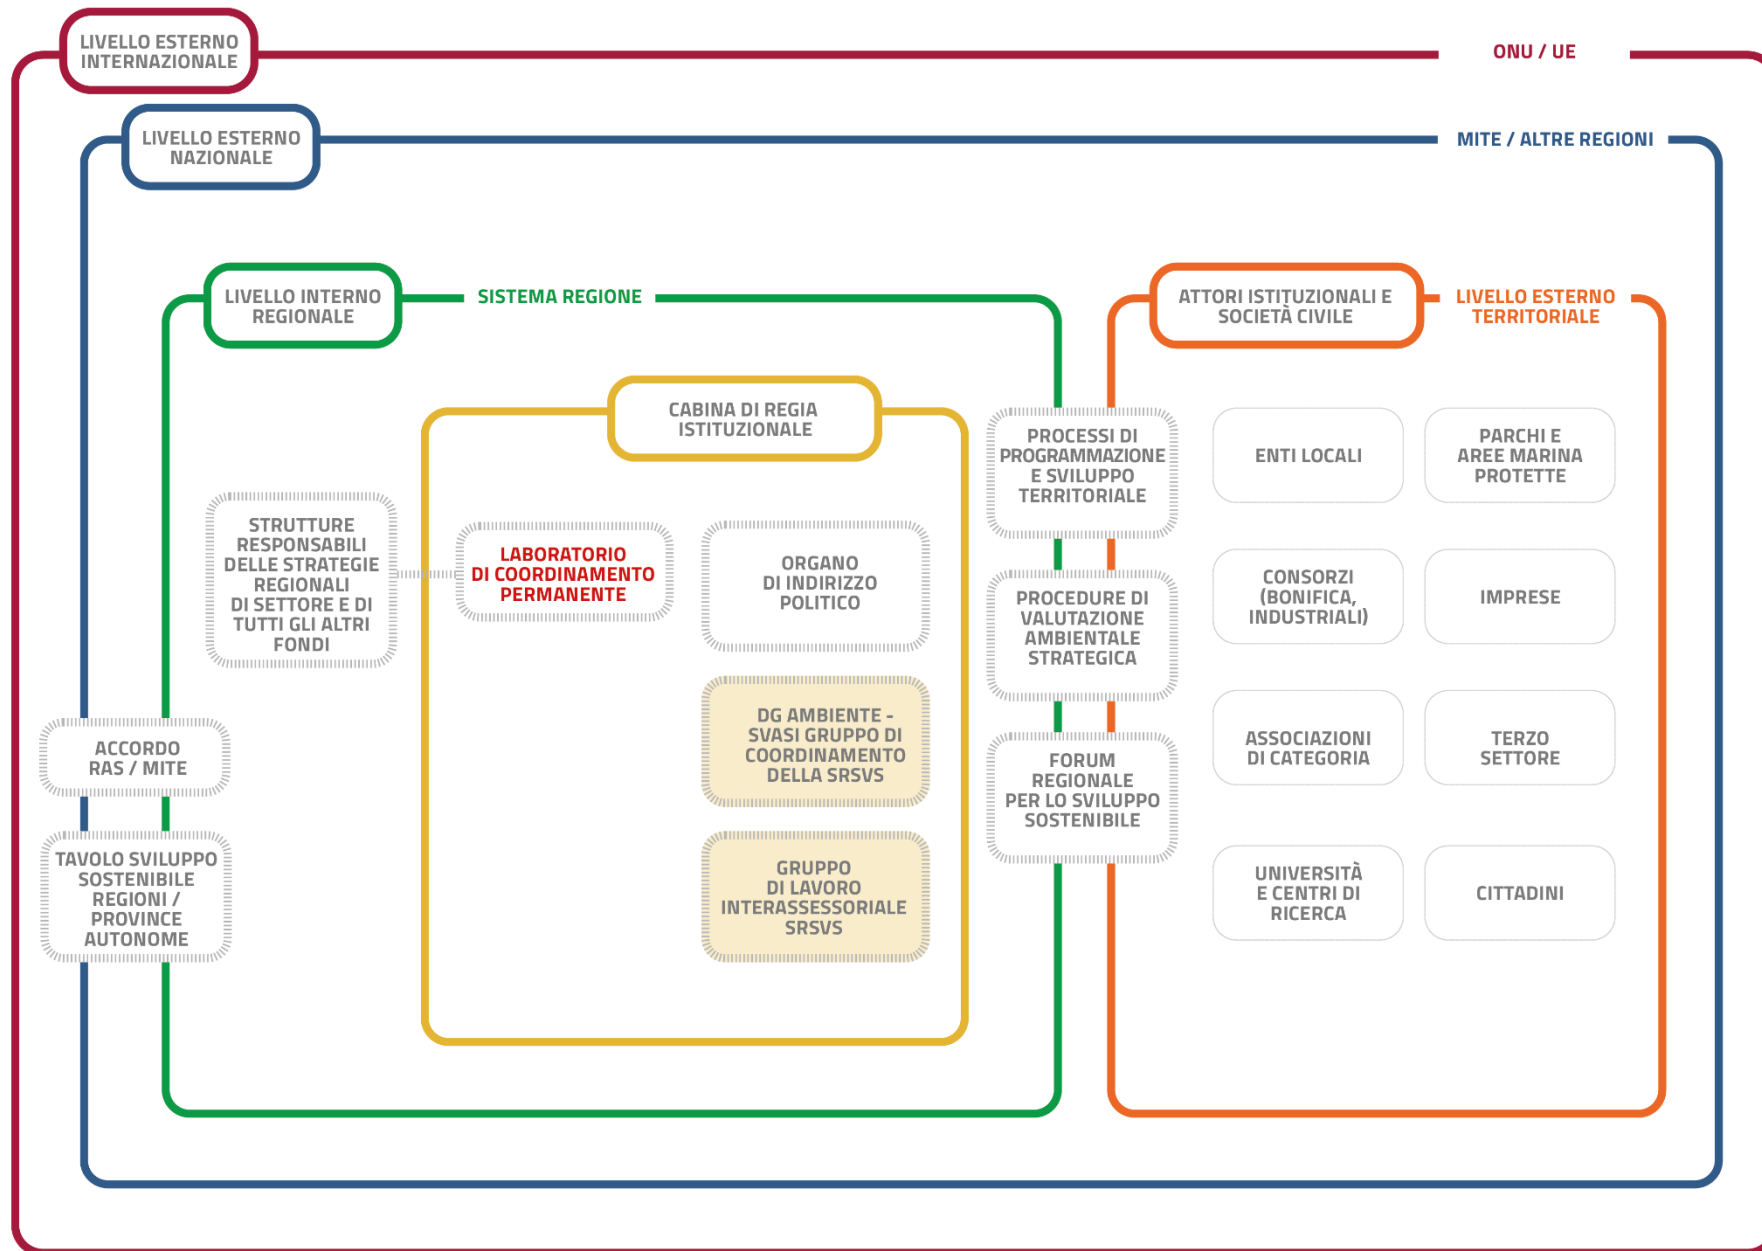 LIVELLO ESTERNO
INTERNAZIONALE
ONU / UE
LIVELLO ESTERNO
NAZIONALE
MITE / ALTRE REGIONI
LIVELLO INTERNO
REGIONALE
SISTEMA REGIONE
ATTORI ISTITUZIONALI E
SOCIETÀ CIVILE
LIVELLO ESTERNO
TERRITORIALE
CABINA DI REGIA
ISTITUZIONALE
STRUTTURE
RESPONSABILI
DELLE STRATEGIE
REGIONALI
DI SETTORE E DI
TUTTI GLI ALTRI
FONDI
LABORATORIO
DI COORDINAMENTO
PERMANENTE
ORGANO
DI INDIRIZZO
POLITICO
DG AMBIENTE -
SVASI GRUPPO DI
COORDINAMENTO
DELLA SRSVS
GRUPPO
DI LAVORO
INTERASSESSORIALE
SRSVS
ACCORDO
RAS / MITE
TAVOLO SVILUPPO
SOSTENIBILE
REGIONI /
PROVINCE
AUTONOME
PROCESSI DI
PROGRAMMAZIONE
E SVILUPPO
TERRITORIALE
PROCEDURE DI
VALUTAZIONE
AMBIENTALE
STRATEGICA
FORUM
REGIONALE
PER LO SVILUPPO
SOSTENIBILE
ENTI LOCALI
PARCHI E
AREE MARINA
PROTETTE
CONSORZI
(BONIFICA,
INDUSTRIALI)
IMPRESE
ASSOCIAZIONI
DI CATEGORIA
TERZO
SETTORE
UNIVERSITÀ
E CENTRI DI
RICERCA
CITTADINI